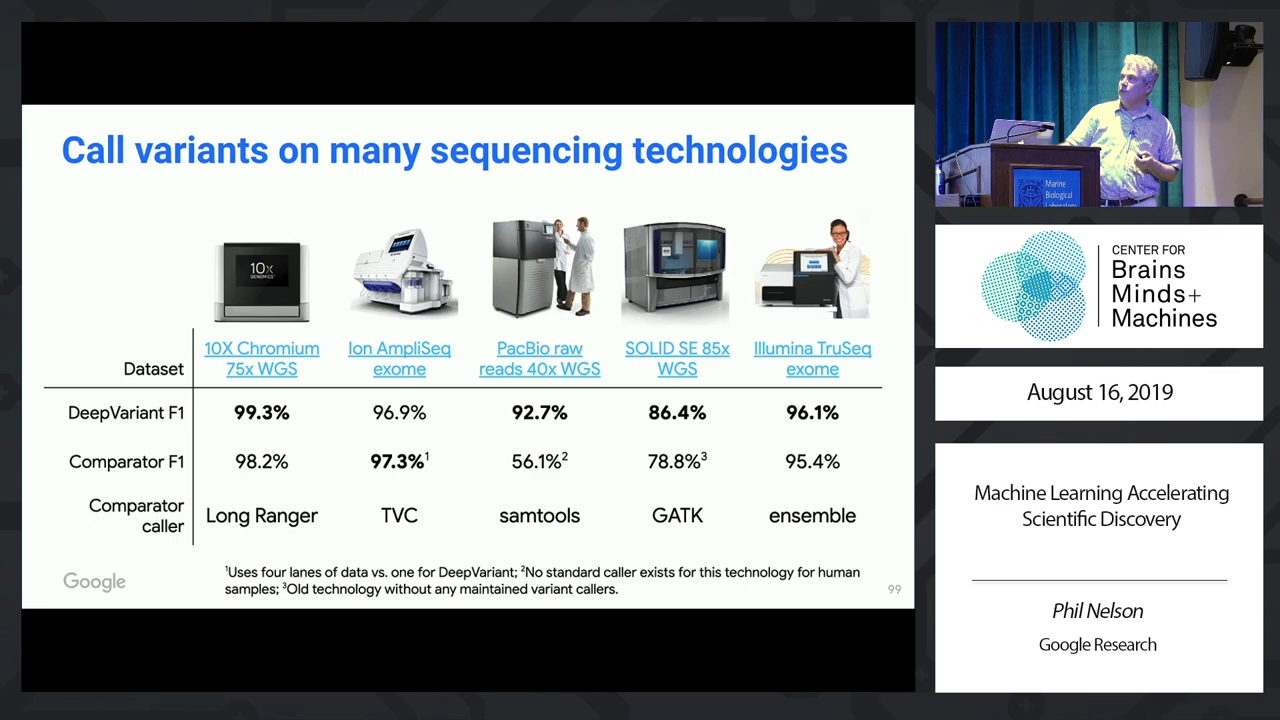 Call variants on many sequencing technologies
10x
GENOMICS
Dataset
10X Chromium
75x WGS
Ion AmpliSeq
exome
PacBio raw
reads 40x WGS
SOLID SE 85x
WGS
Illumina TruSeq
exome
DeepVariant F1 99.3% 96.9% 92.7% 86.4% 96.1%
Comparator F1 98.2% 97.3%¹ 56.1%² 78.8%³ 95.4%
Comparator
caller
Long Ranger TVC samtools GATK ensemble
¹Uses four lanes of data vs. one for DeepVariant; ²No standard caller exists for this technology for human
samples; ³Old technology without any maintained variant callers.
Google
99
Marine
Biological
CENTER FOR
Brains
Minds+
Machines
August 16, 2019
Machine Learning Accelerating
Scientific Discovery
Phil Nelson
Google Research